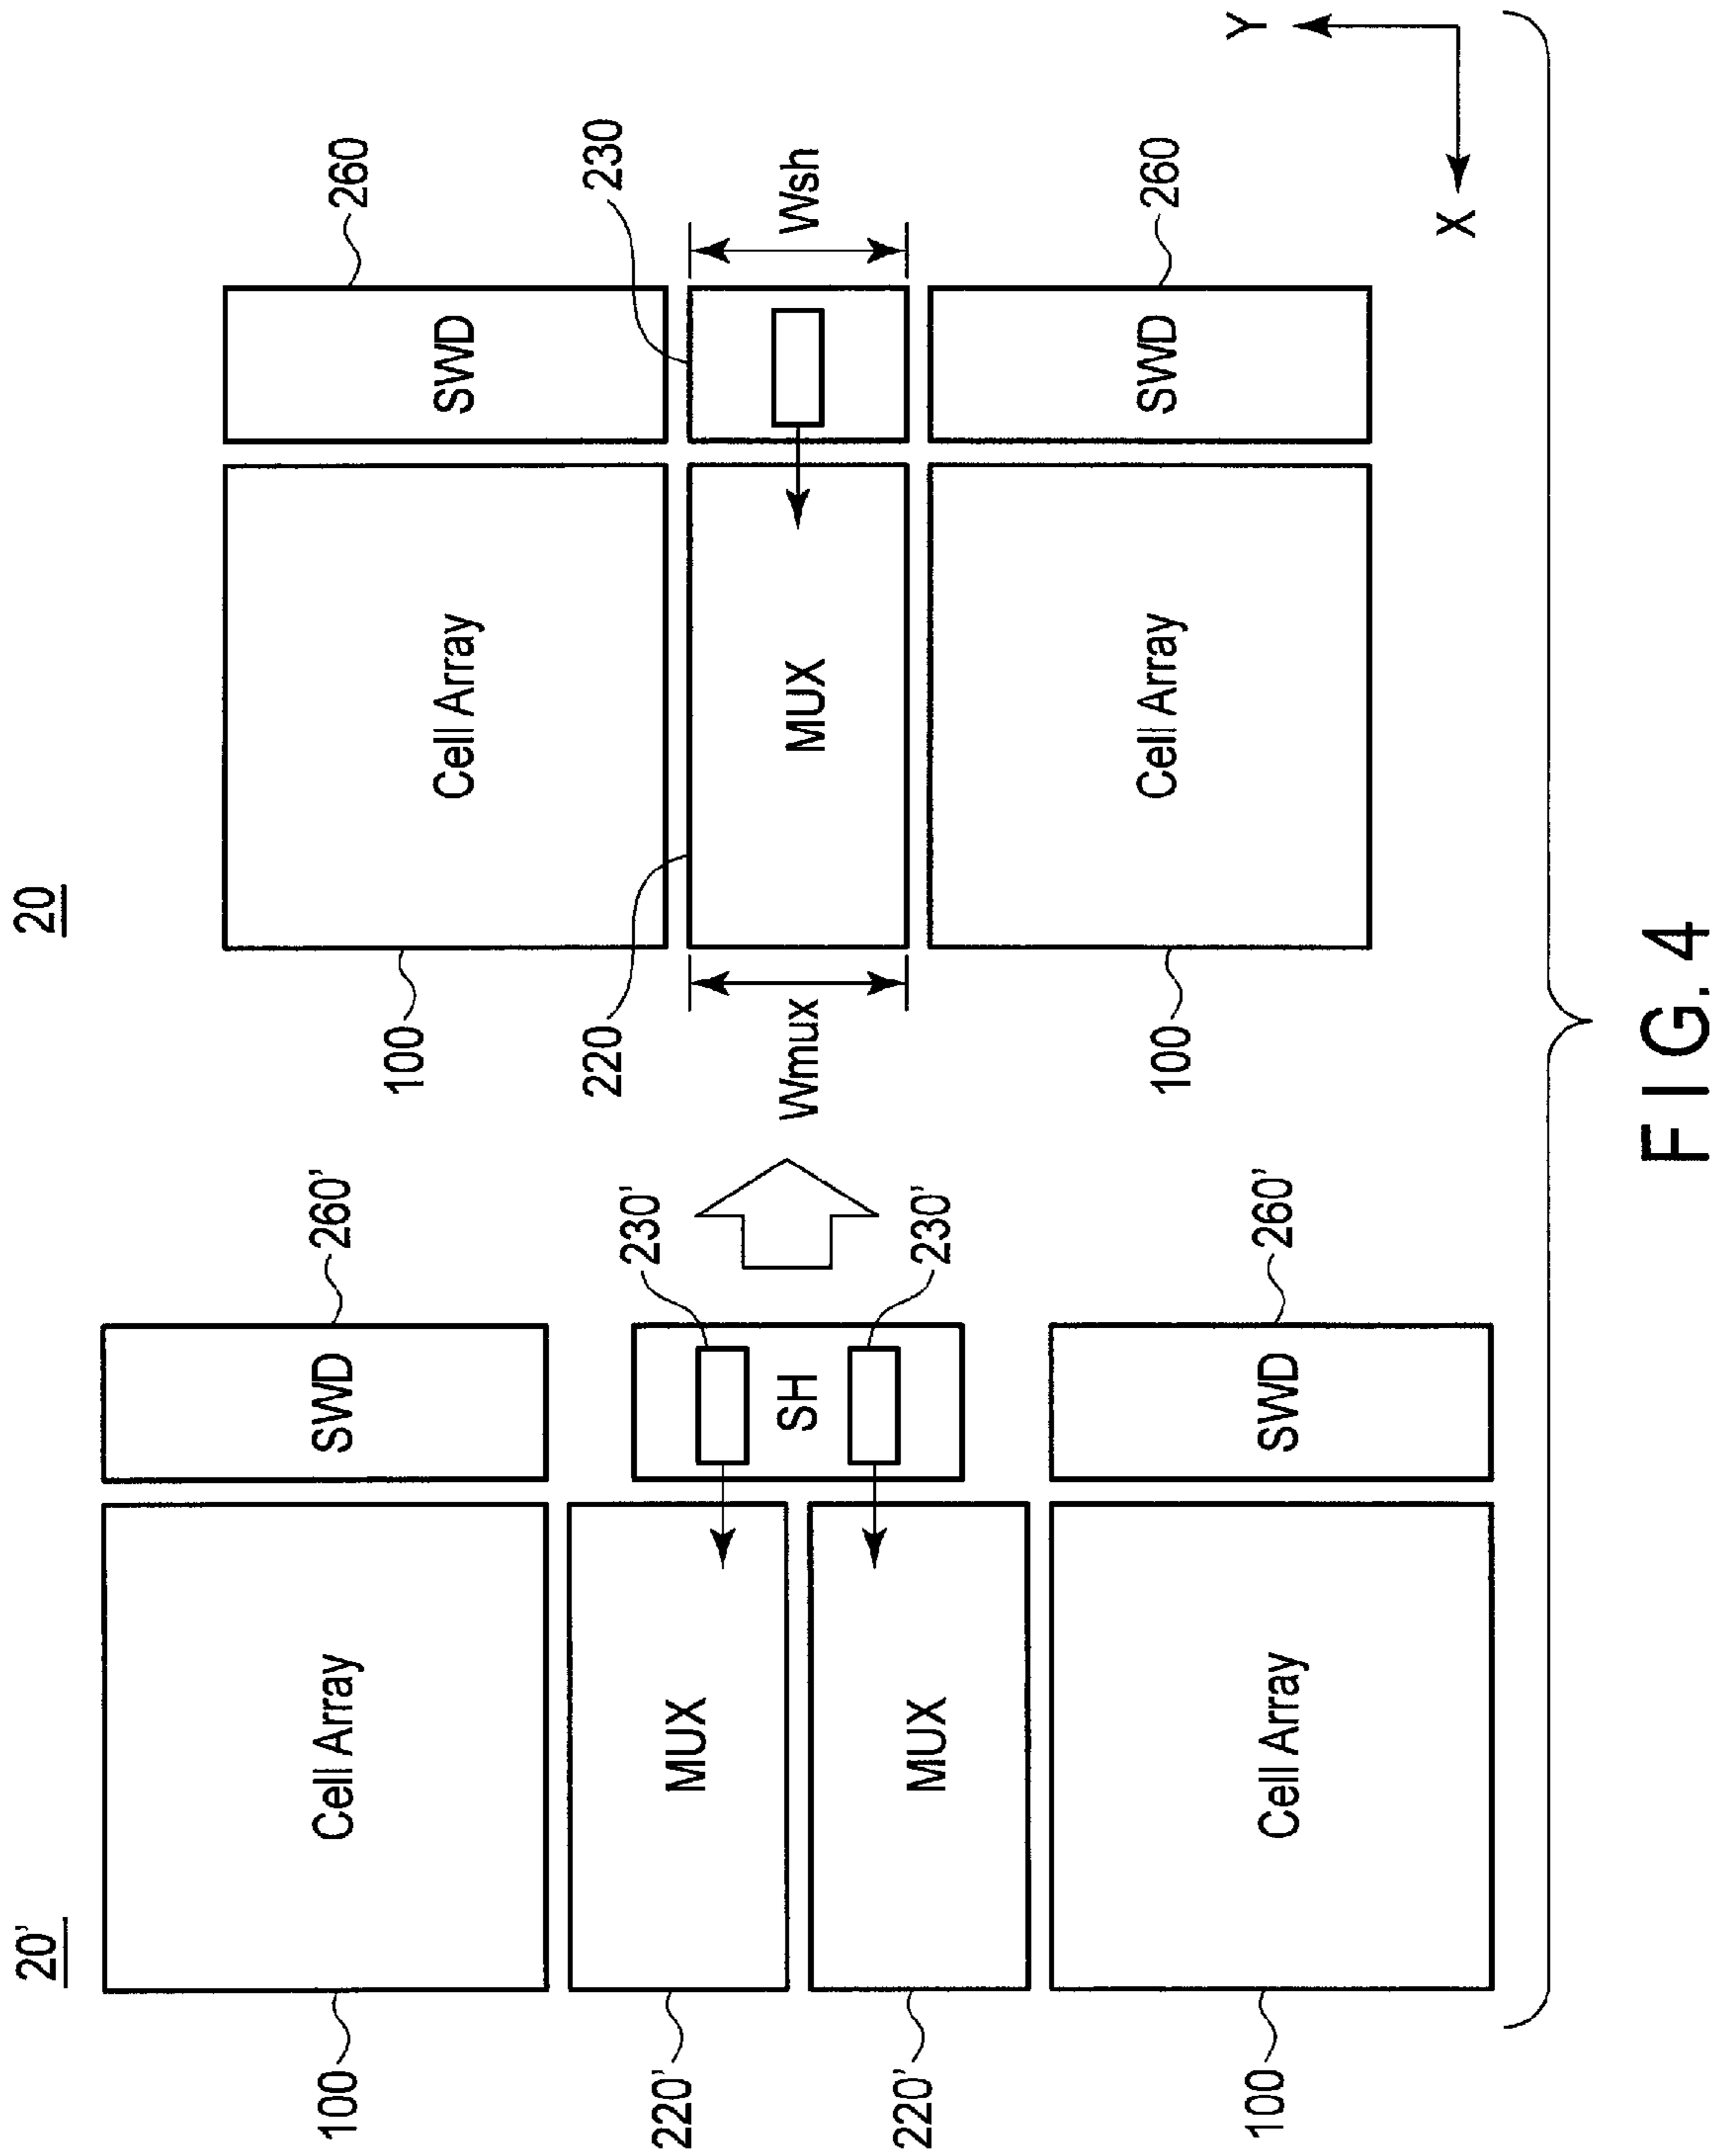 20'
100
Cell Array
SWD
260'
220'
MUX
230'
SH
220'
MUX
230'
100
Cell Array
SWD
260'
20
100
Cell Array
SWD
260
220
230
Wmux
MUX
Wsh
100
Cell Array
SWD
260
Y
X
FIG. 4